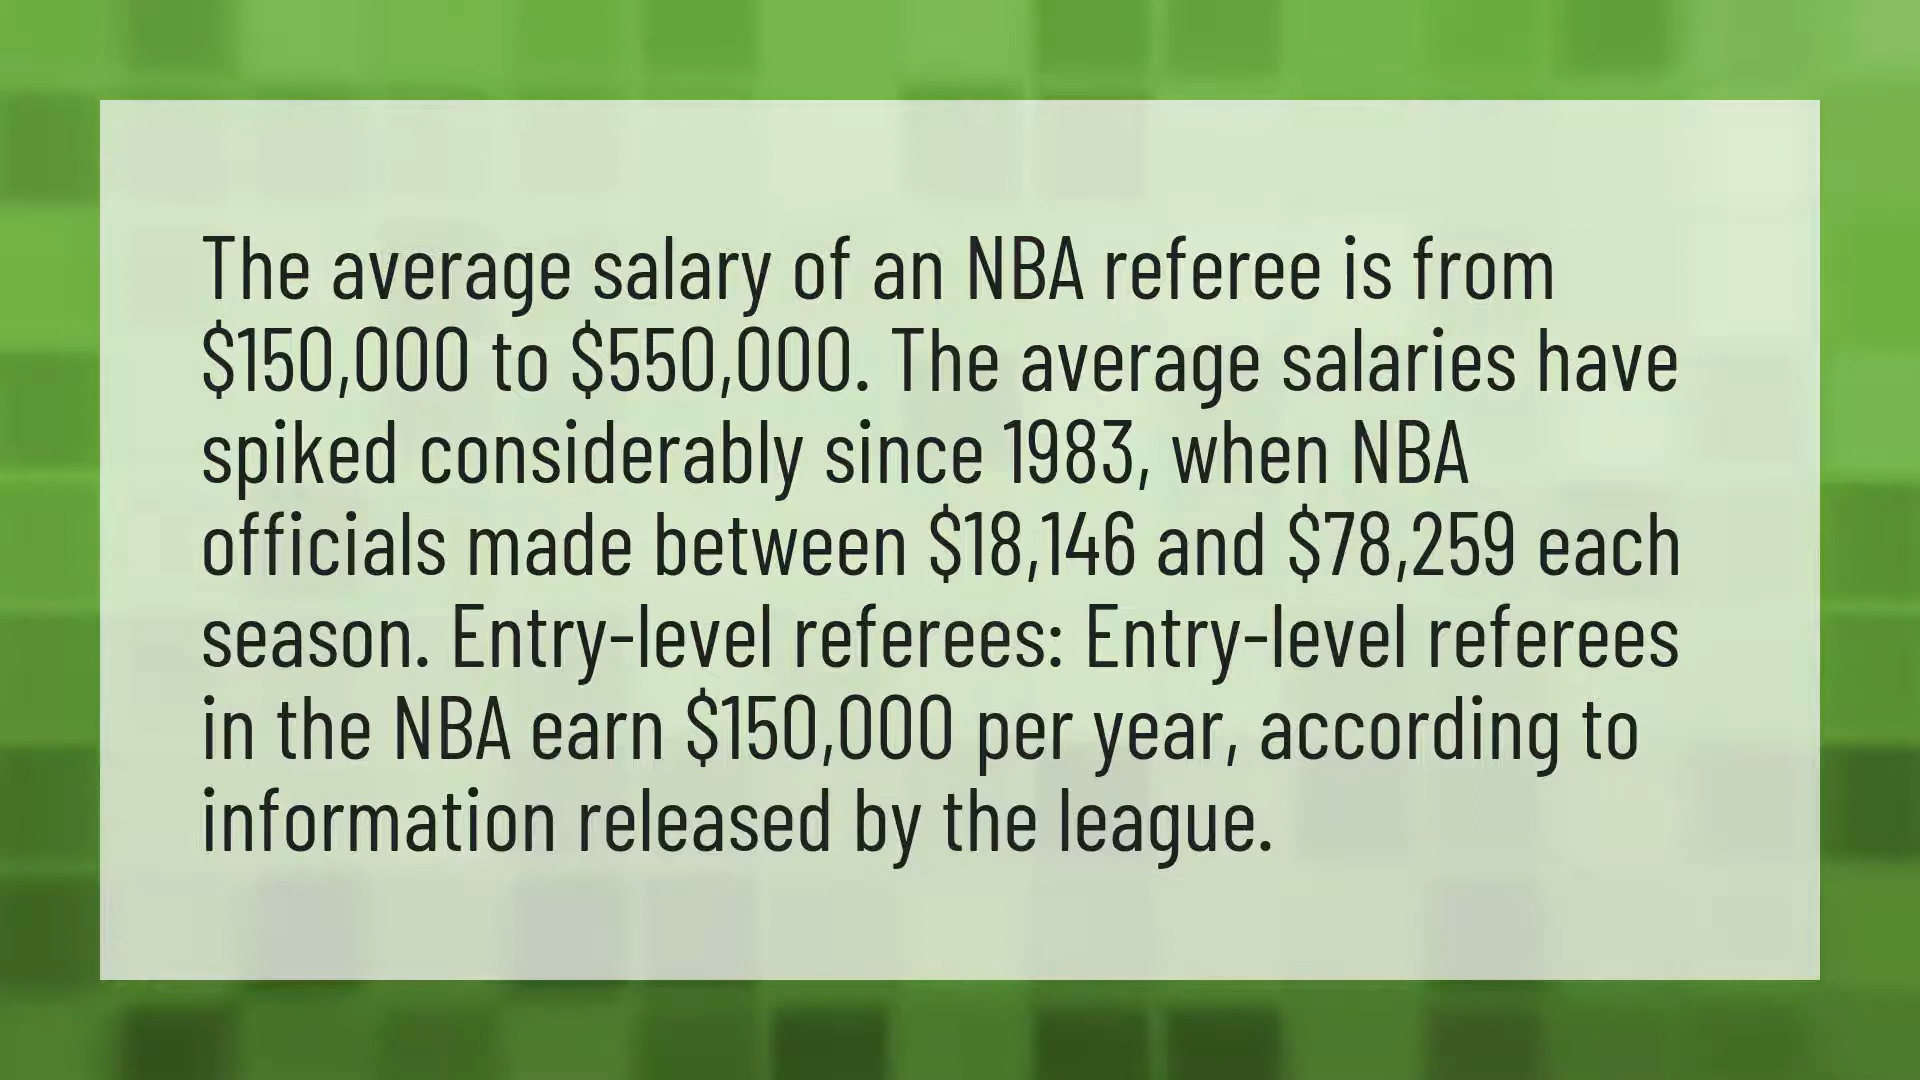 The average salary of an NBA referee is from
$150,000 to $550,000. The average salaries have
spiked considerably since 1983, when NBA
officials made between $18,146 and $78,259 each
season. Entry-level referees: Entry-level referees
in the NBA earn $150,000 per year, according to
information released by the league.